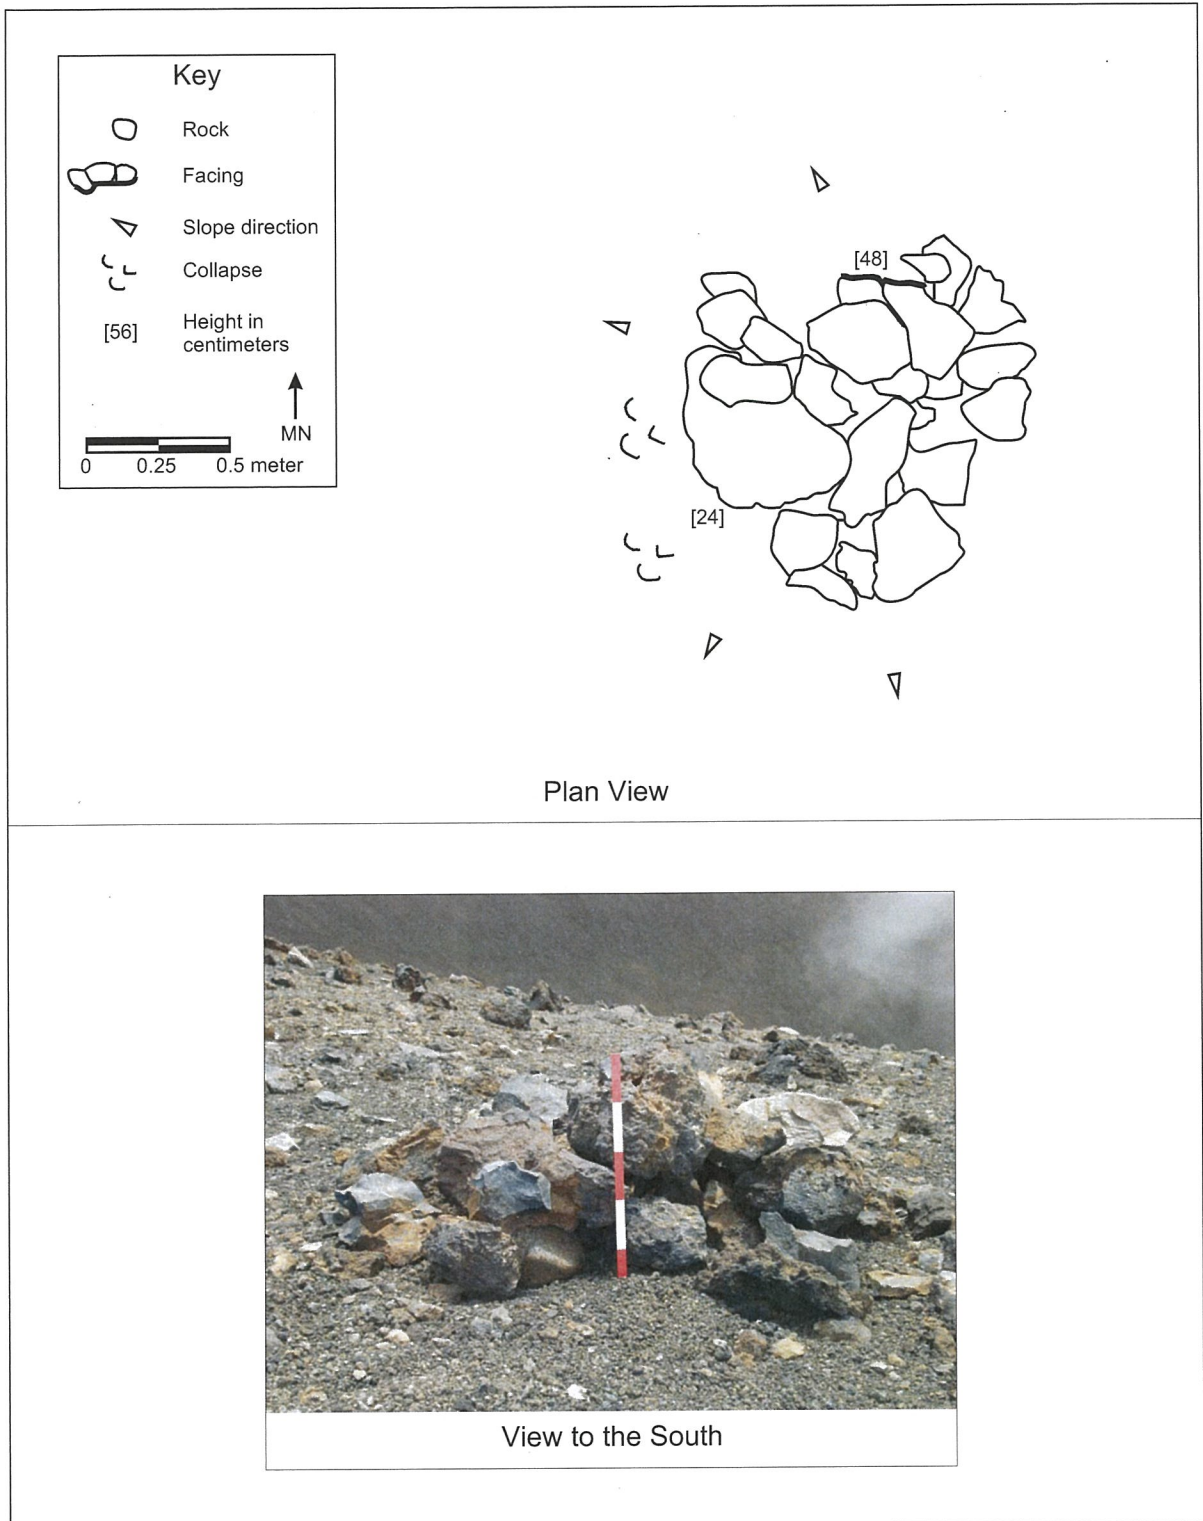 Key
Rock
Facing
Slope direction
Collapse
[56]
Height in
centimeters
MN
0 0.25 0.5 meter
[48]
[24]
Plan View
View to the South